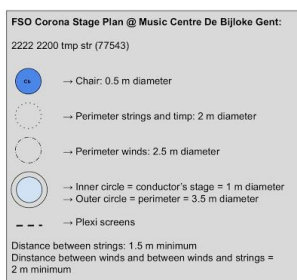 FSO Corona Stage Plan @ Music Centre De Bijloke Gent:
2222 2200 tmp str (77543)
Ch
→ Chair: 0.5 m diameter
→ Perimeter strings and timp: 2 m diameter
→ Perimeter winds: 2.5 m diameter
→ Inner circle = conductor's stage = 1 m diameter
→ Outer circle = perimeter = 3.5 m diameter
→ Plexi screens
Distance between strings: 1.5 m minimum
Dinstance between winds and between winds and strings =
2 m minimum